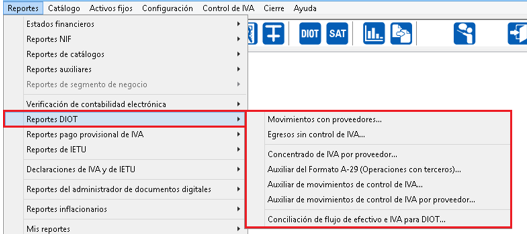 Reportes Catálogo Activos fijos Configuración Control de IVA Cierre Ayuda
Estados financieros
Reportes NIF
Reportes de catálogos
Reportes auxiliares
Reportes de segmento de negocio
Verificación de contabilidad electrónica
Reportes DIOT
Reportes pago provisional de IVA
Reportes de IETU
Declaraciones de IVA y de IETU
Reportes del administrador de documentos digitales
Reportes inflacionarios
Mis reportes
DIOT SAT
Movimientos con proveedores...
Egresos sin control de IVA...
Concentrado de IVA por proveedor...
Auxiliar del Formato A-29 (Operaciones con terceros)...
Auxiliar de movimientos de control de IVA...
Auxiliar de movimientos de control de IVA por proveedor...
Conciliación de flujo de efectivo e IVA para DIOT...